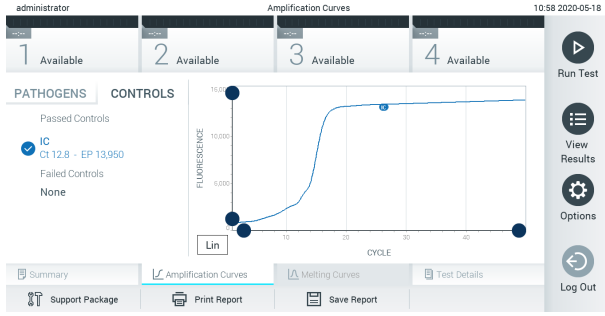 administrator
Amplification Curves
10:58 2020-05-18
--:--
--:--
--:--
--:--
1 Available
2 Available
3 Available
4 Available
Run Test
PATHOGENS
CONTROLS
Passed Controls
IC
Ct 12.8 - EP 13,950
Failed Controls
None
FLUORESCENCE
10,000
5,000
IC
Lin
10
20
30
40
CYCLE
View
Results
Options
Log Out
Summary
Amplification Curves
Melting Curves
Test Details
Support Package
Print Report
Save Report